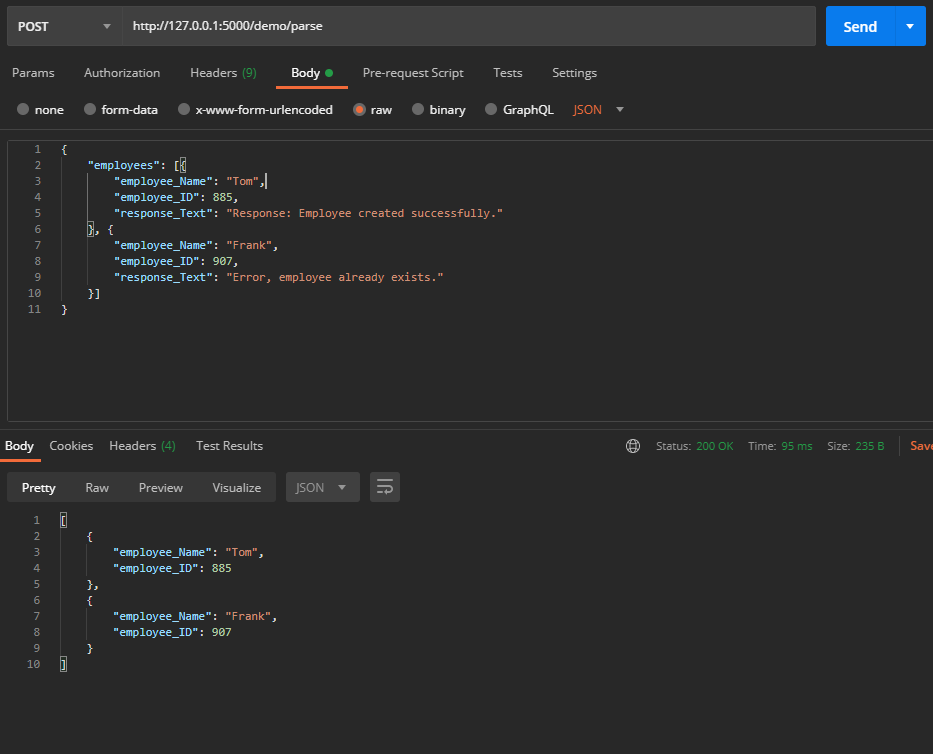 POST http://127.0.0.1:5000/demo/parse Send
Params Authorization Headers (9) Body Pre-request Script Tests Settings
none form-data x-www-form-urlencoded raw binary GraphQL JSON
1 {
2 "employees": [{
3 "employee_Name": "Tom",
4 "employee_ID": 885,
5 "response_Text": "Response: Employee created successfully."
6 }, {
7 "employee_Name": "Frank",
8 "employee_ID": 907,
9 "response_Text": "Error, employee already exists."
10 }]
11 }
Body Cookies Headers (4) Test Results Status: 200 OK Time: 95 ms Size: 235 B Save
Pretty Raw Preview Visualize JSON
1 [
2 {
3 "employee_Name": "Tom",
4 "employee_ID": 885
5 },
6 {
7 "employee_Name": "Frank",
8 "employee_ID": 907
9 }
10 ]